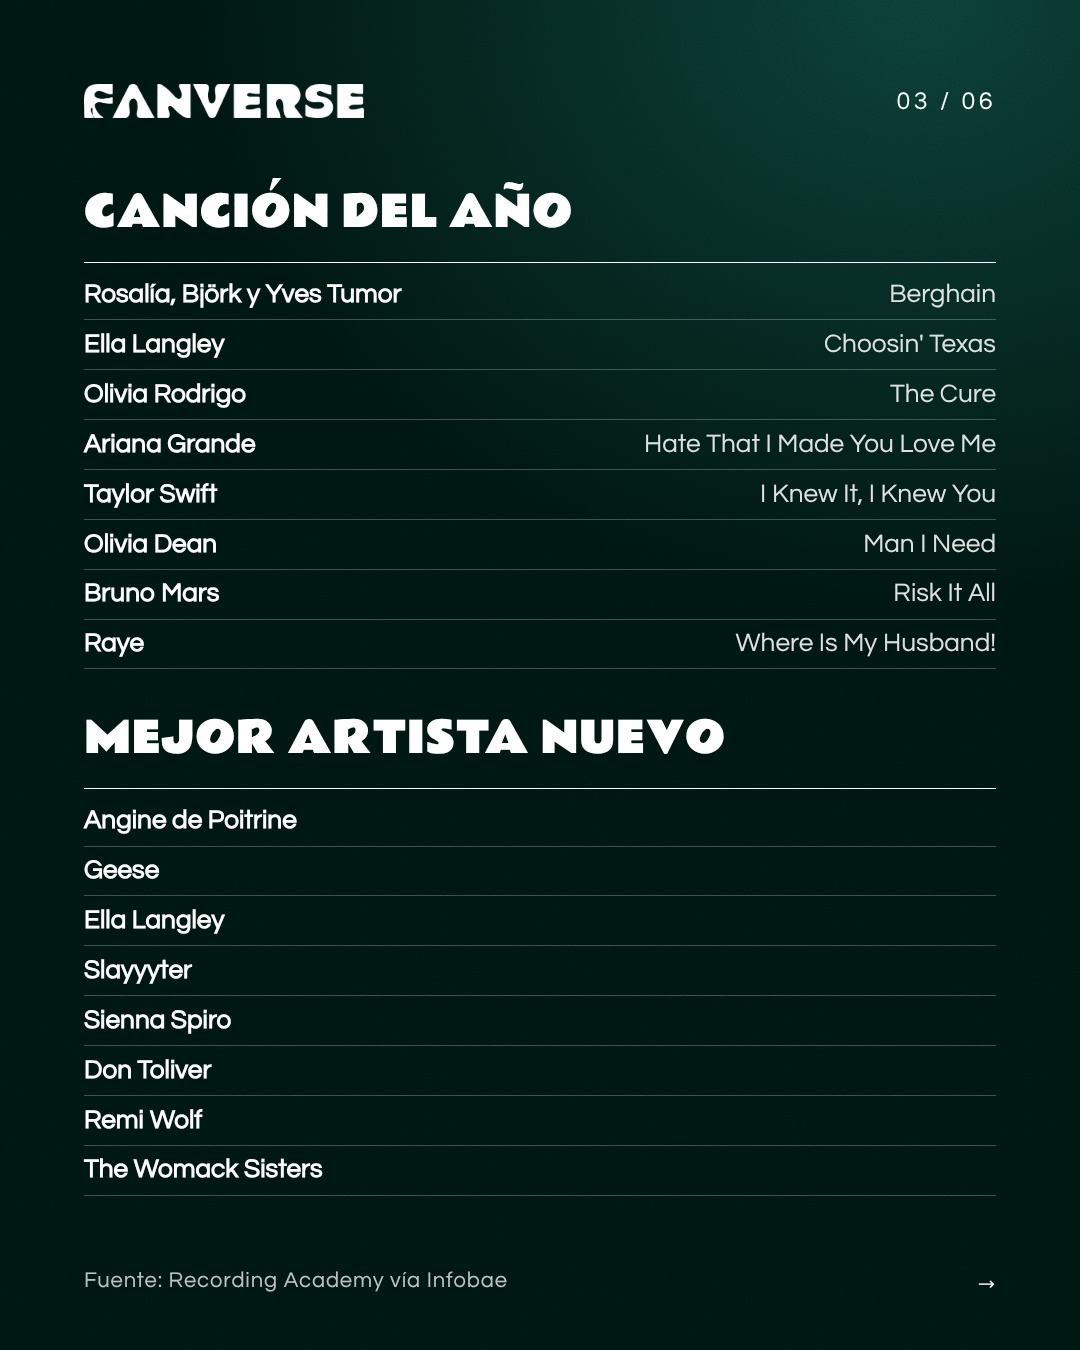 FANVERSE
03 / 06
CANCIÓN DEL AÑO
Rosalía, Björk y Yves Tumor Berghain
Ella Langley Choosin' Texas
Olivia Rodrigo The Cure
Ariana Grande Hate That I Made You Love Me
Taylor Swift I Knew It, I Knew You
Olivia Dean Man I Need
Bruno Mars Risk It All
Raye Where Is My Husband!
MEJOR ARTISTA NUEVO
Angine de Poitrine
Geese
Ella Langley
Slayyyter
Sienna Spiro
Don Toliver
Remi Wolf
The Womack Sisters
Fuente: Recording Academy vía Infobae →